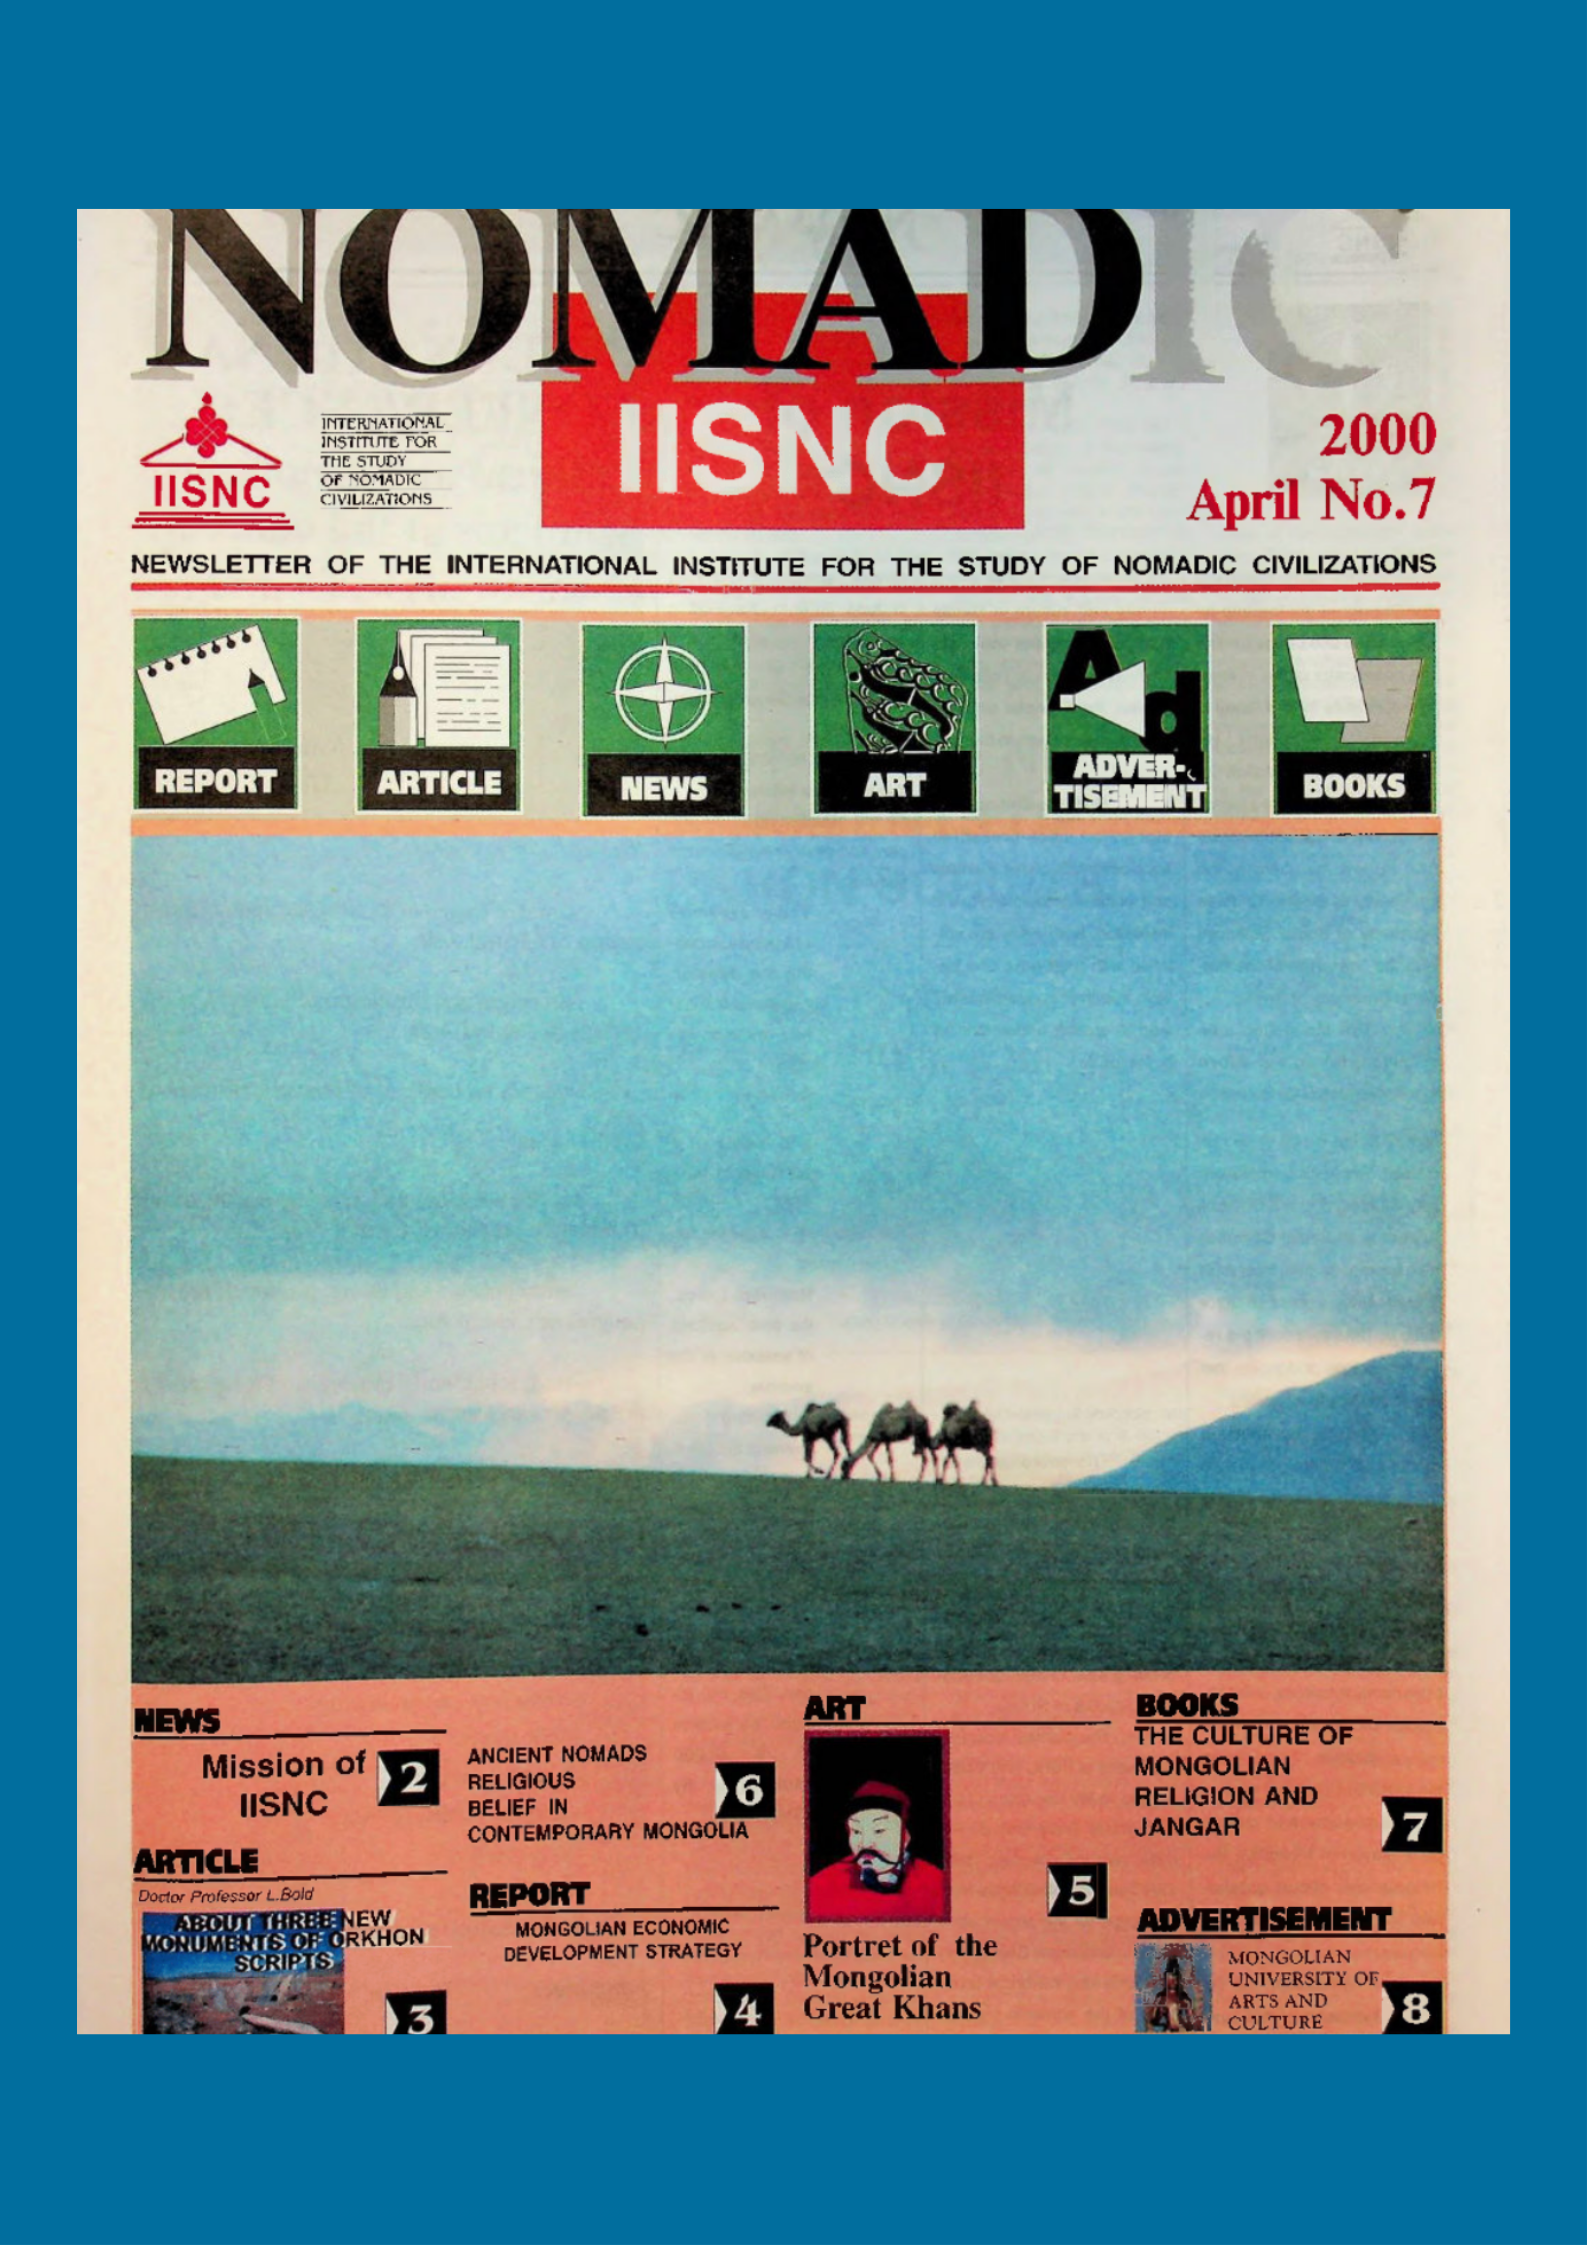 NOMADIC
IISNC
INTERNATIONAL
INSTITUTE FOR
THE STUDY
OF NOMADIC
CIVILIZATIONS
IISNC
2000
April No.7
NEWSLETTER OF THE INTERNATIONAL INSTITUTE FOR THE STUDY OF NOMADIC CIVILIZATIONS
REPORT
ARTICLE
NEWS
ART
Ad
ADVER-
TISEMENT
BOOKS
NEWS
Mission of
IISNC
2
ARTICLE
Doctor Professor L.Bold
ABOUT THREE NEW
MONUMENTS OF ORKHON
SCRIPTS
3
ANCIENT NOMADS
RELIGIOUS
BELIEF IN
CONTEMPORARY MONGOLIA
6
REPORT
MONGOLIAN ECONOMIC
DEVELOPMENT STRATEGY
4
ART
5
Portret of the
Mongolian
Great Khans
BOOKS
THE CULTURE OF
MONGOLIAN
RELIGION AND
JANGAR
7
ADVERTISEMENT
MONGOLIAN
UNIVERSITY OF
ARTS AND
CULTURE
8